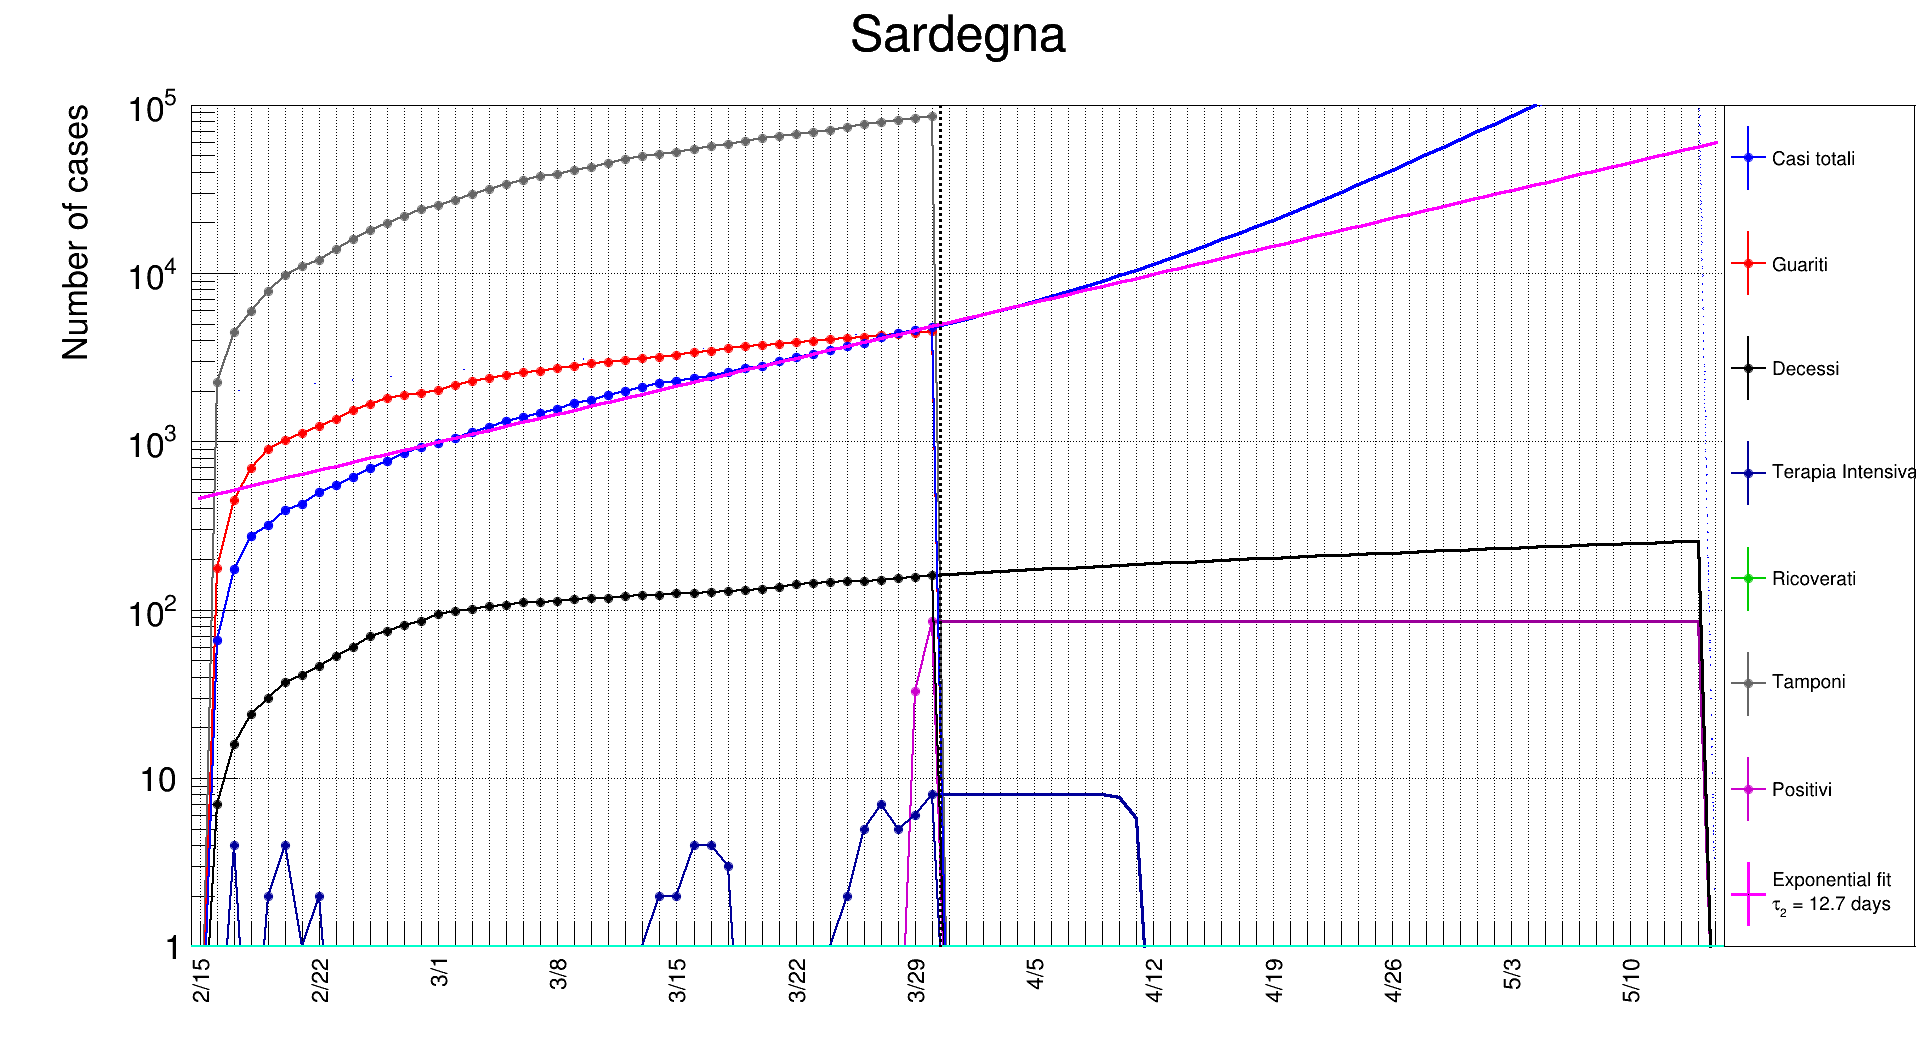 Sardegna
Number of cases
10^5
10^4
10^3
10^2
10
1
2/15 2/22 3/1 3/8 3/15 3/22 3/29 4/5 4/12 4/19 4/26 5/3 5/10
Casi totali
Guariti
Decessi
Terapia Intensiva
Ricoverati
Tamponi
Positivi
Exponential fit
τ₂ = 12.7 days